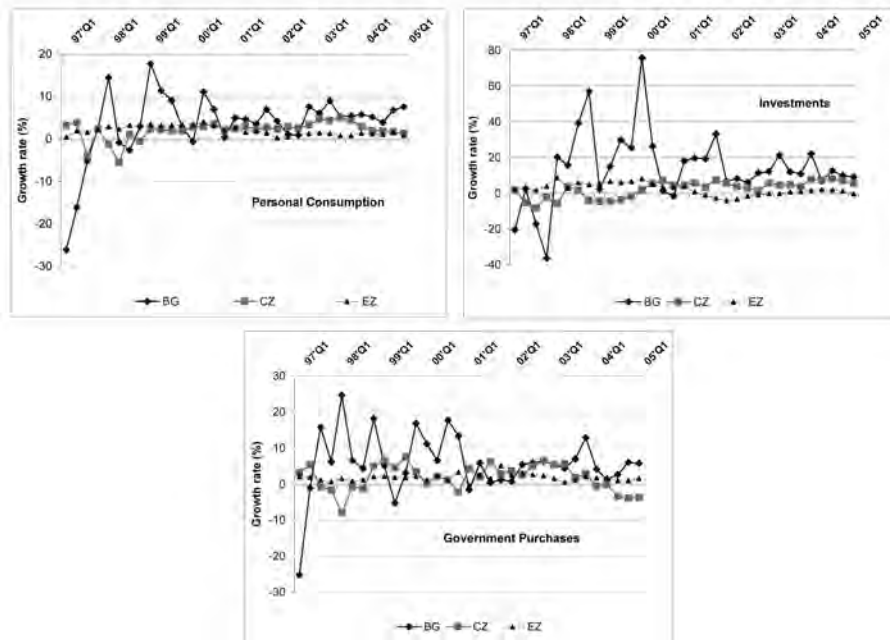 97'Q1 98'Q1 99'Q1 00'Q1 01'Q1 02'Q1 03'Q1 04'Q1 05'Q1
20
10
0
-10
-20
-30
Growth rate (%)
Personal Consumption
BG CZ EZ
97'Q1 98'Q1 99'Q1 00'Q1 01'Q1 02'Q1 03'Q1 04'Q1 05'Q1
80
60
40
20
0
-20
-40
Growth rate (%)
Investments
BG CZ EZ
97'Q1 98'Q1 99'Q1 00'Q1 01'Q1 02'Q1 03'Q1 04'Q1 05'Q1
30
20
10
0
-10
-20
-30
Growth rate (%)
Government Purchases
BG CZ EZ